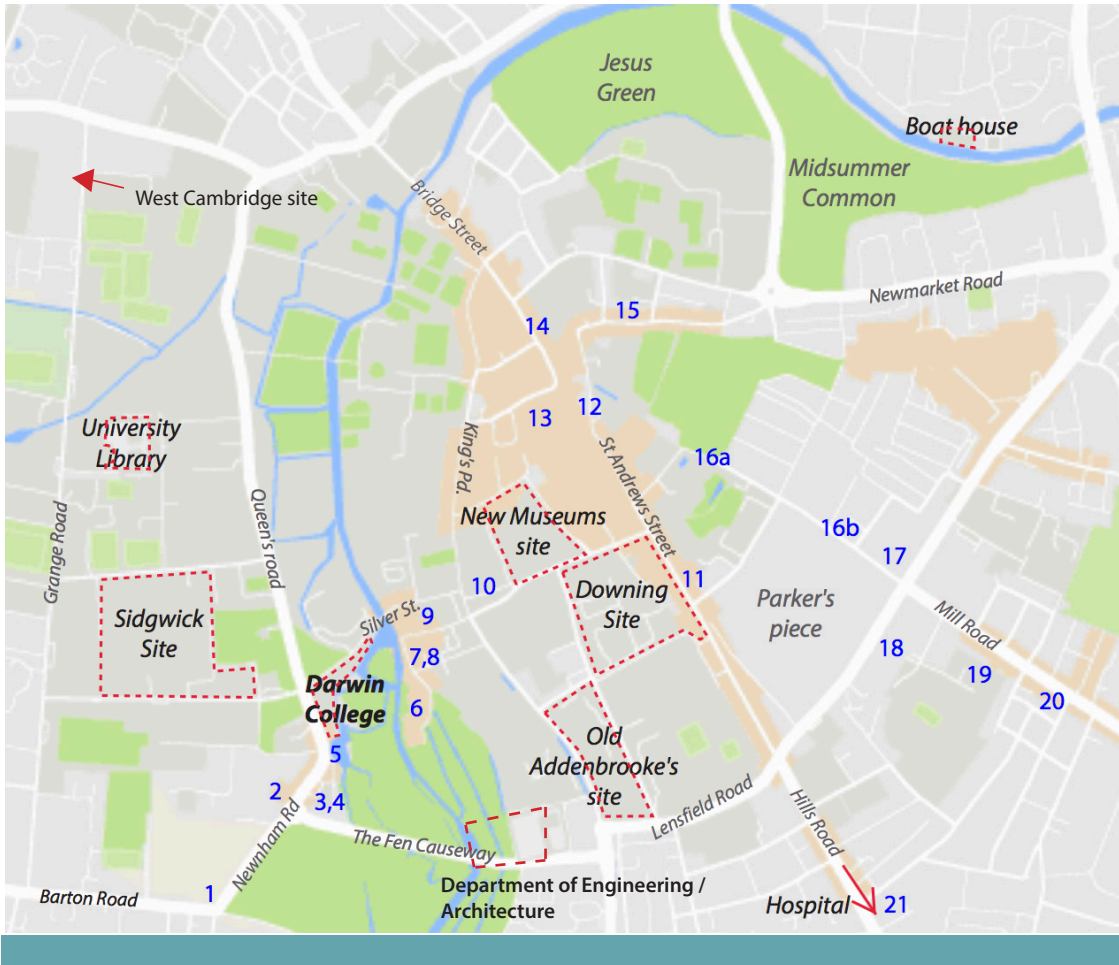 Jesus
Green
Boat house
Midsummer
Common
West Cambridge site
Bridge Street
Newmarket Road
15
14
12
13
University
Library
King's Pd.
St Andrews Street
16a
Queen's road
Grange Road
New Museums
site
16b
17
10
11
Downing
Site
Parker's
piece
Sidgwick
Site
Silver St.
9
7,8
Mill Road
18
19
20
Darwin
College
6
5
Old
Addenbrooke's
site
2
3,4
Newnham Rd
Lensfield Road
Hills Road
The Fen Causeway
1
Barton Road
Department of Engineering /
Architecture
Hospital
21